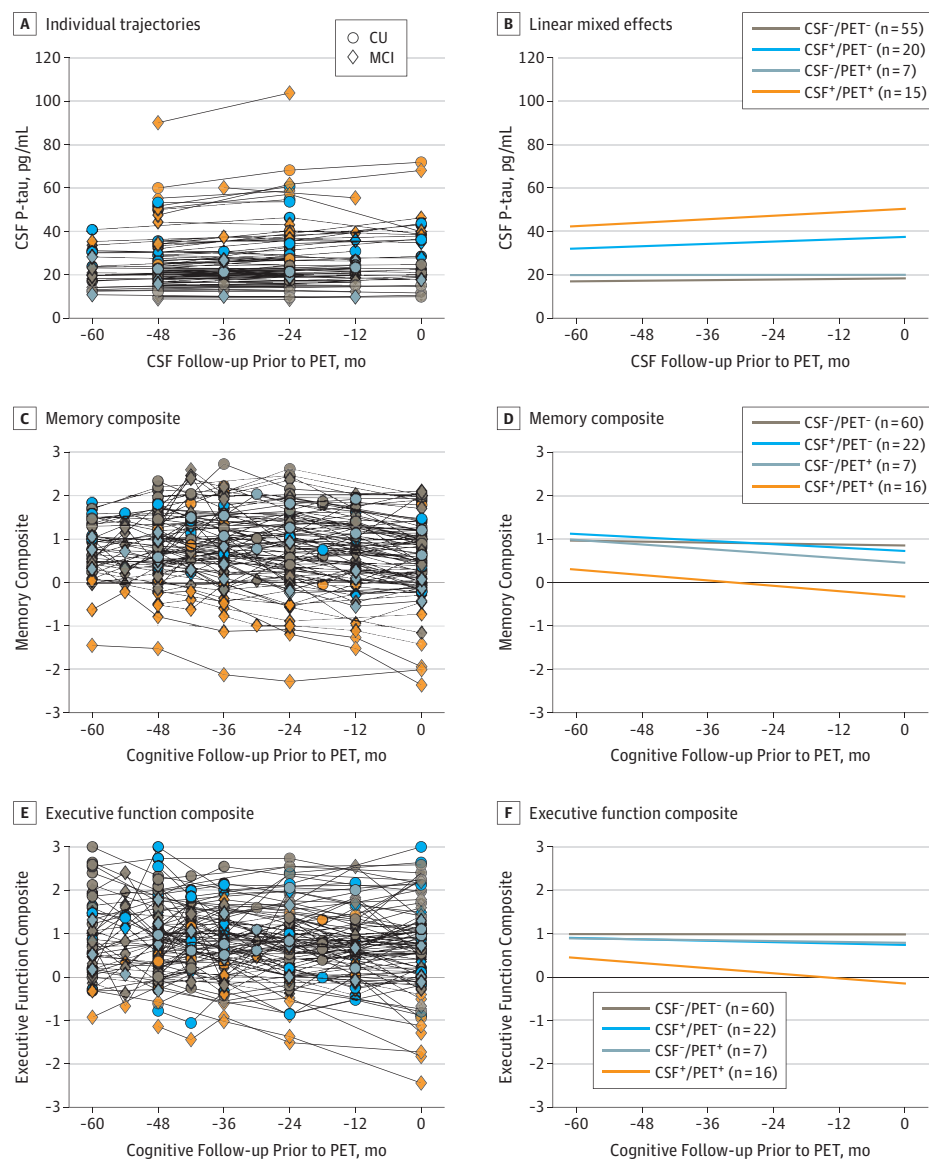 A Individual trajectories
CU
MCI
120
100
80
60
40
20
0
CSF P-tau, pg/mL
-60 -48 -36 -24 -12 0
CSF Follow-up Prior to PET, mo
B Linear mixed effects
CSF⁻/PET⁻ (n=55)
CSF⁺/PET⁻ (n=20)
CSF⁻/PET⁺ (n=7)
CSF⁺/PET⁺ (n=15)
120
100
80
60
40
20
0
CSF P-tau, pg/mL
-60 -48 -36 -24 -12 0
CSF Follow-up Prior to PET, mo
C Memory composite
3
2
1
0
-1
-2
-3
Memory Composite
-60 -48 -36 -24 -12 0
Cognitive Follow-up Prior to PET, mo
D Memory composite
CSF⁻/PET⁻ (n=60)
CSF⁺/PET⁻ (n=22)
CSF⁻/PET⁺ (n=7)
CSF⁺/PET⁺ (n=16)
3
2
1
0
-1
-2
-3
Memory Composite
-60 -48 -36 -24 -12 0
Cognitive Follow-up Prior to PET, mo
E Executive function composite
3
2
1
0
-1
-2
-3
Executive Function Composite
-60 -48 -36 -24 -12 0
Cognitive Follow-up Prior to PET, mo
F Executive function composite
3
2
1
0
-1
-2
-3
Executive Function Composite
CSF⁻/PET⁻ (n=60)
CSF⁺/PET⁻ (n=22)
CSF⁻/PET⁺ (n=7)
CSF⁺/PET⁺ (n=16)
-60 -48 -36 -24 -12 0
Cognitive Follow-up Prior to PET, mo